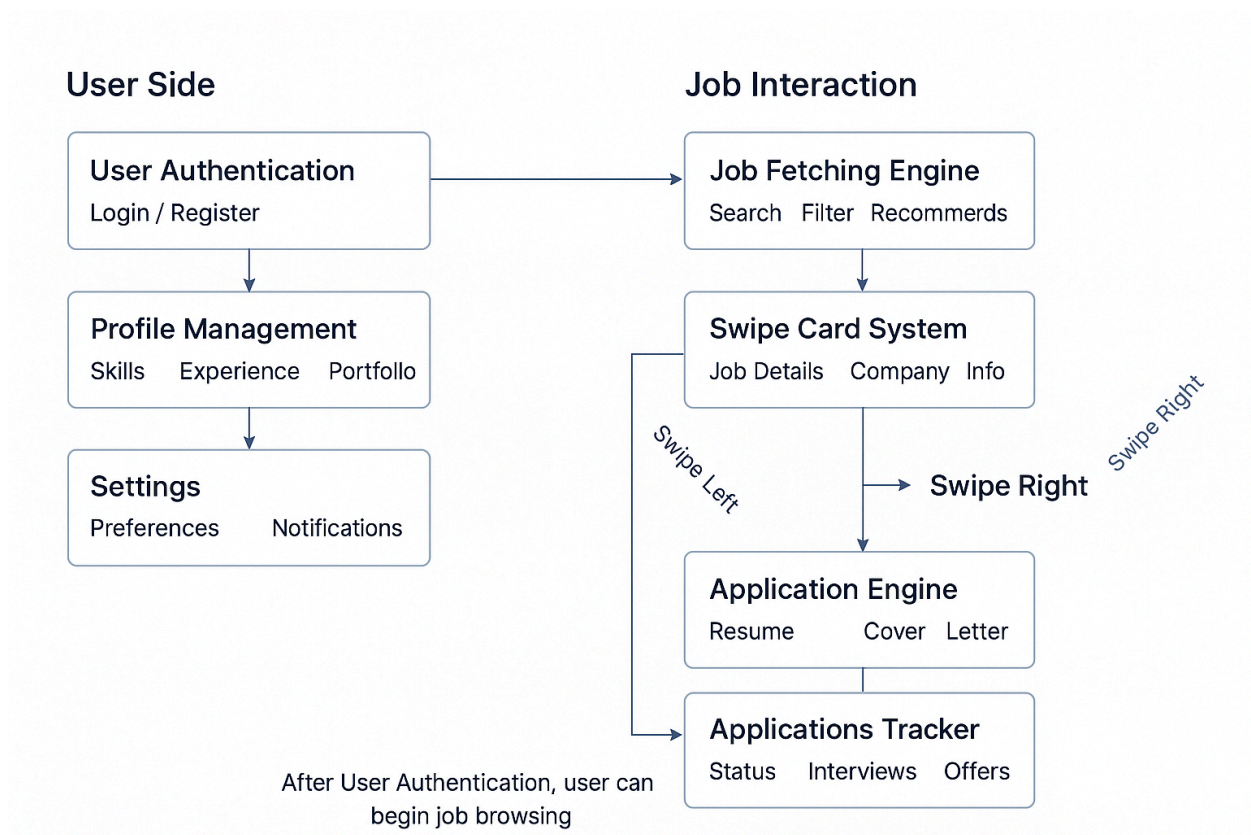 User Side
User Authentication
Login / Register
Profile Management
Skills Experience Portfollo
Settings
Preferences Notifications
Job Interaction
Job Fetching Engine
Search Filter Recommerds
Swipe Card System
Job Details Company Info
Swipe Left
Swipe Right
Swipe Right
Application Engine
Resume Cover Letter
Applications Tracker
Status Interviews Offers
After User Authentication, user can
begin job browsing